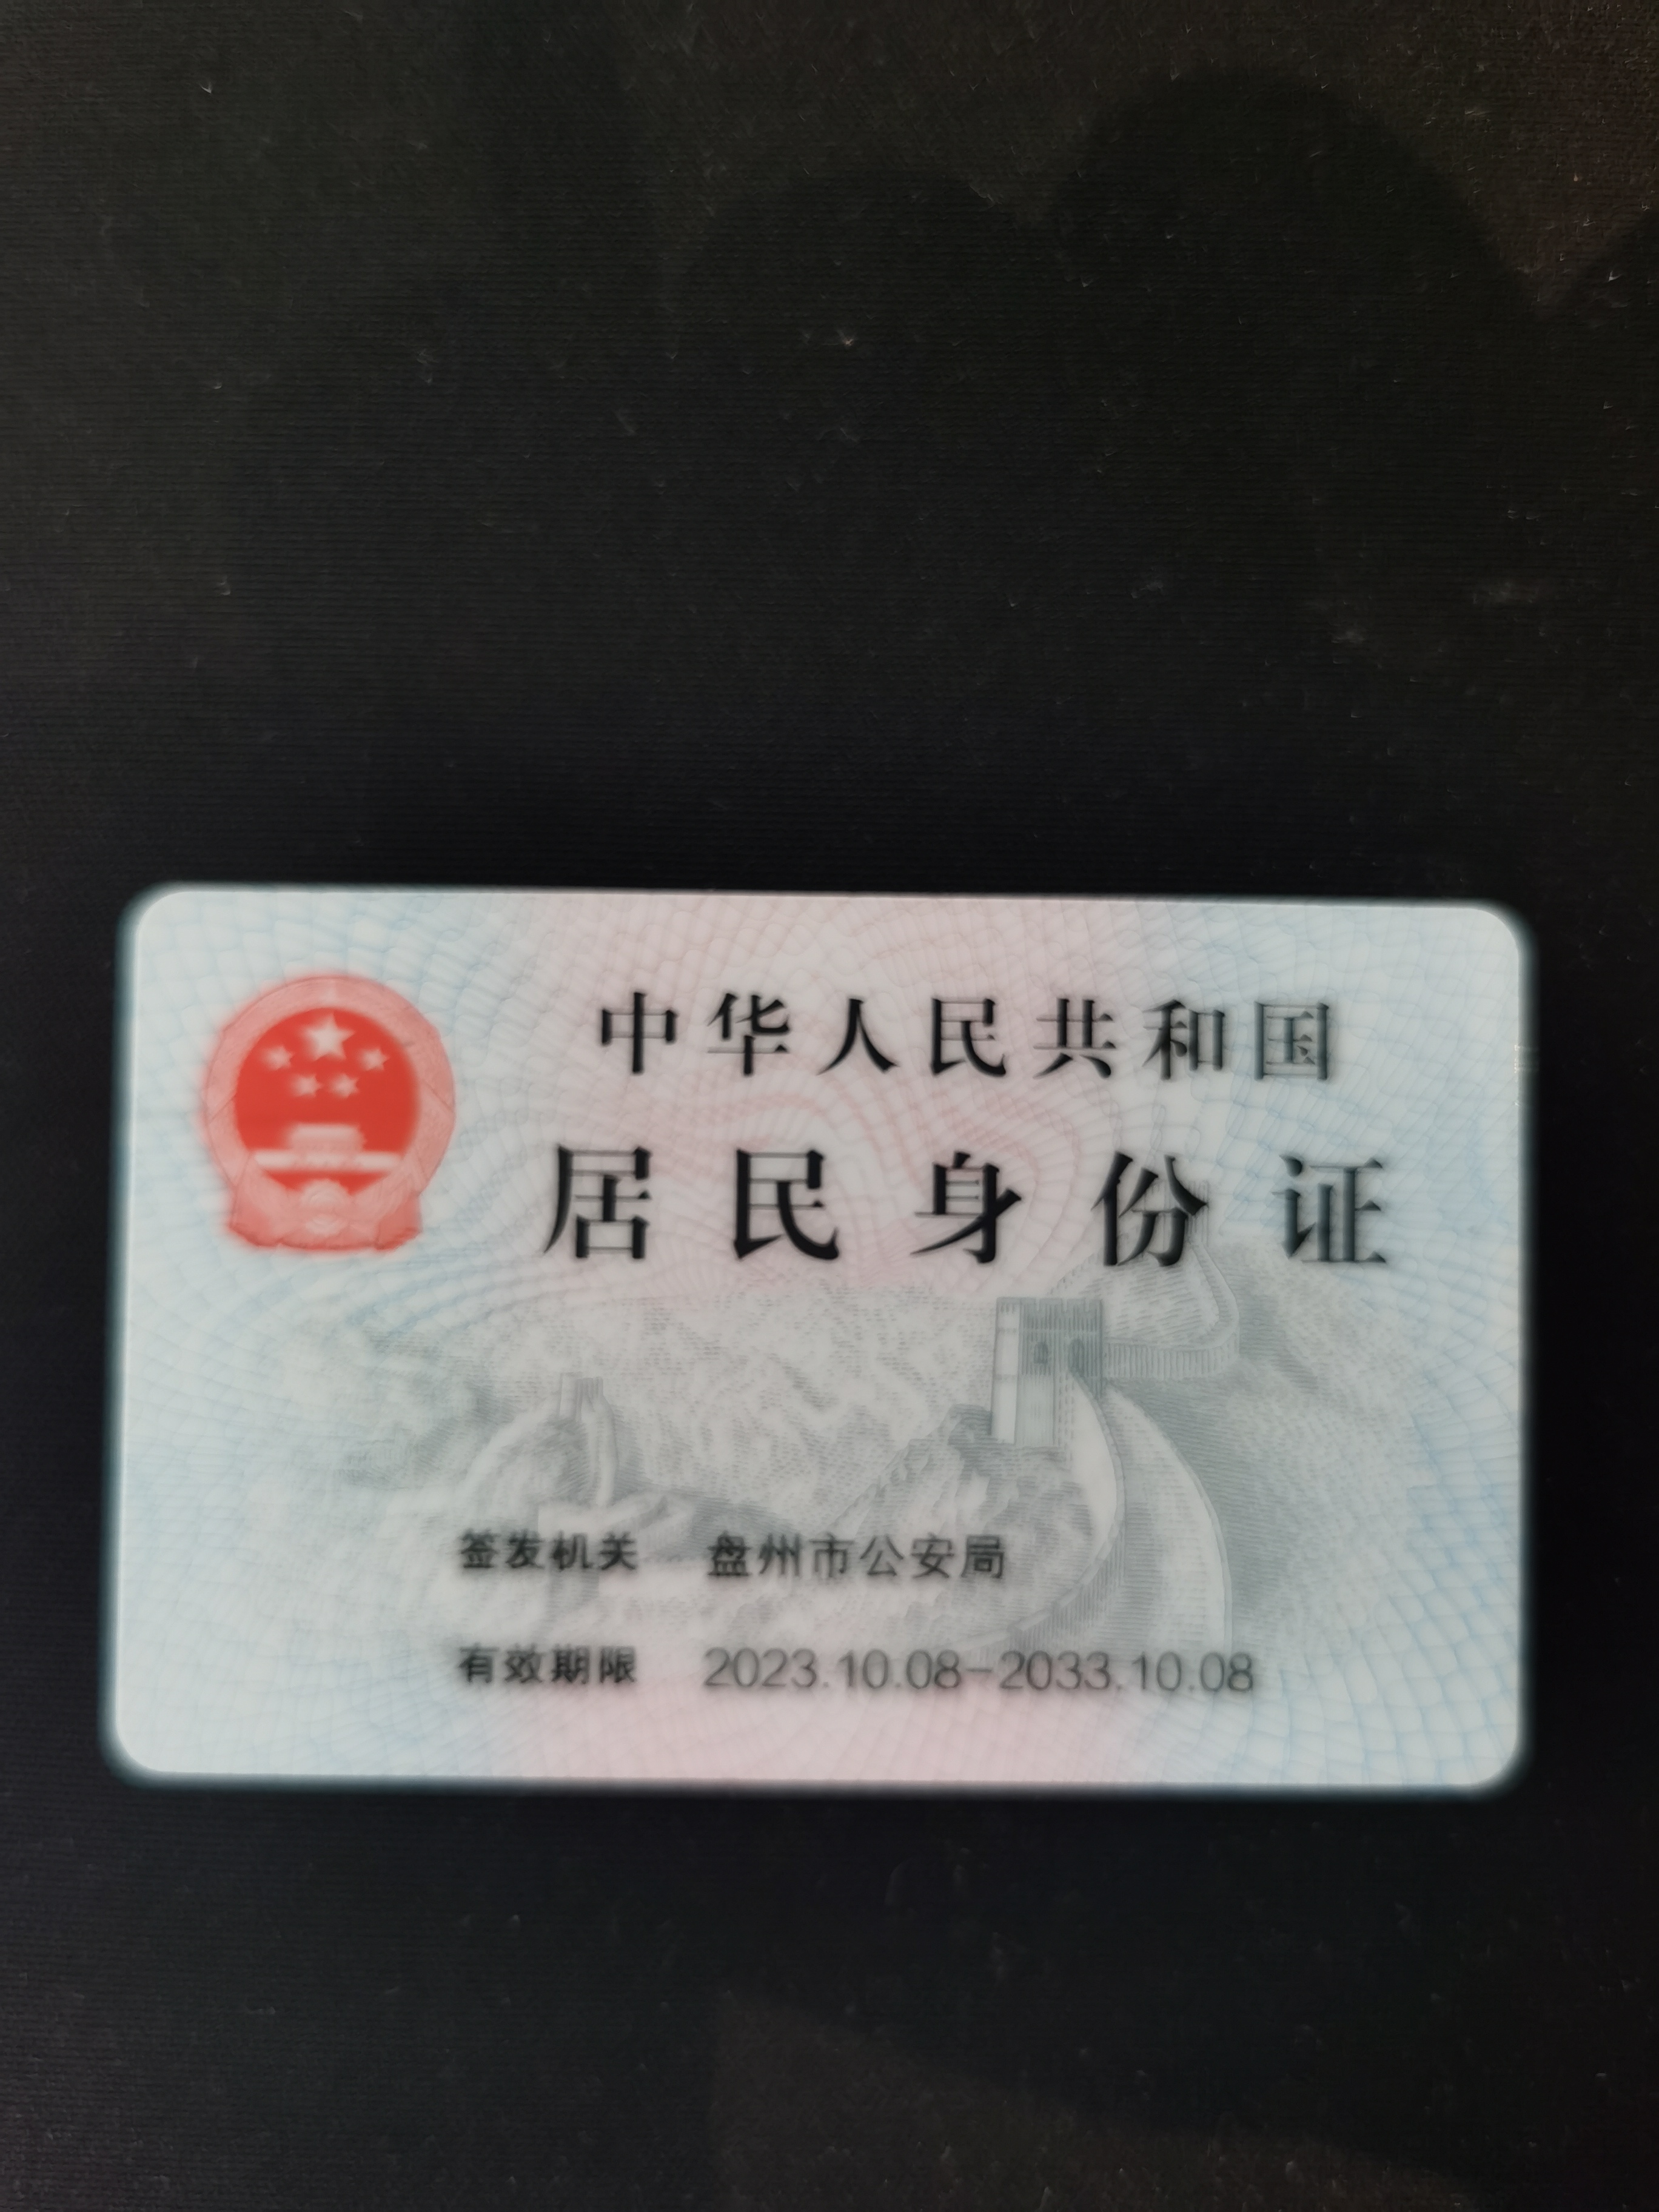 中华人民共和国
居民身份证
签发机关 盘州市公安局
有效期限 2023.10.08-2033.10.08